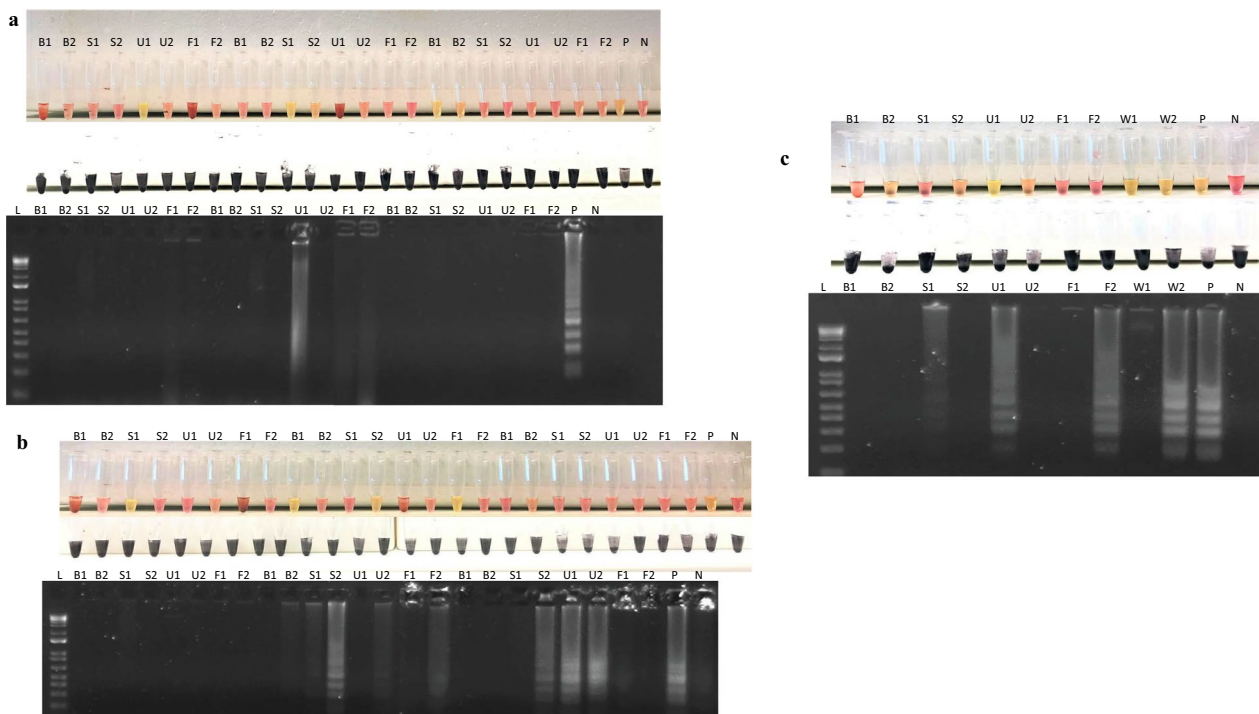 a
B1 B2 S1 S2 U1 U2 F1 F2 B1 B2 S1 S2 U1 U2 F1 F2 B1 B2 S1 S2 U1 U2 F1 F2 P N
L B1 B2 S1 S2 U1 U2 F1 F2 B1 B2 S1 S2 U1 U2 F1 F2 B1 B2 S1 S2 U1 U2 F1 F2 P N
b
B1 B2 S1 S2 U1 U2 F1 F2 B1 B2 S1 S2 U1 U2 F1 F2 B1 B2 S1 S2 U1 U2 F1 F2 P N
L B1 B2 S1 S2 U1 U2 F1 F2 B1 B2 S1 S2 U1 U2 F1 F2 B1 B2 S1 S2 U1 U2 F1 F2 P N
c
B1 B2 S1 S2 U1 U2 F1 F2 W1 W2 P N
L B1 B2 S1 S2 U1 U2 F1 F2 W1 W2 P N